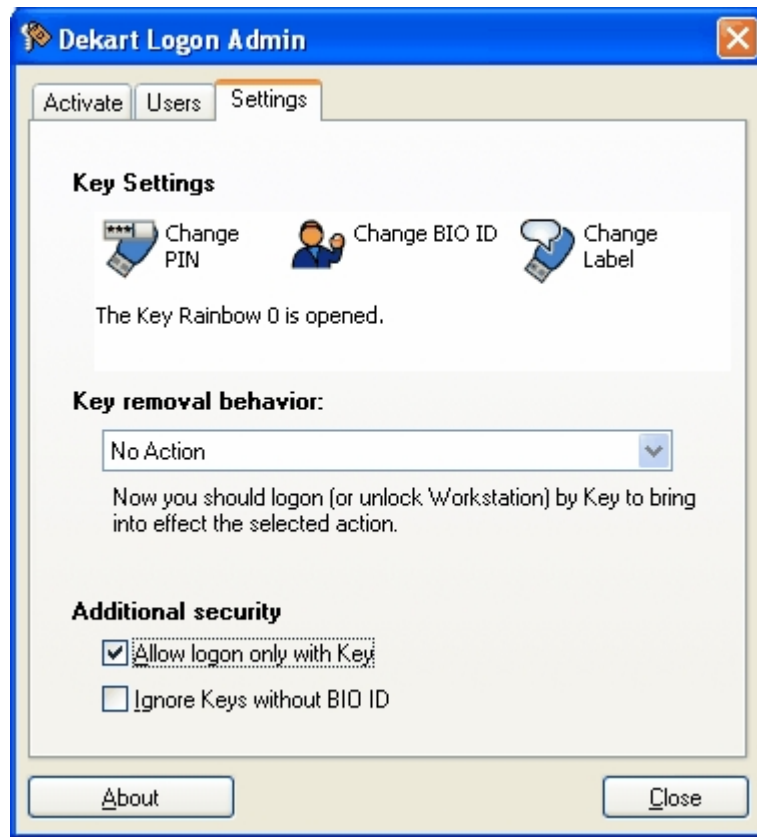 Dekart Logon Admin
Activate Users Settings
Key Settings
Change PIN
Change BIO ID
Change Label
The Key Rainbow 0 is opened.
Key removal behavior:
No Action
Now you should logon (or unlock Workstation) by Key to bring
into effect the selected action.
Additional security
Allow logon only with Key
Ignore Keys without BIO ID
About Close